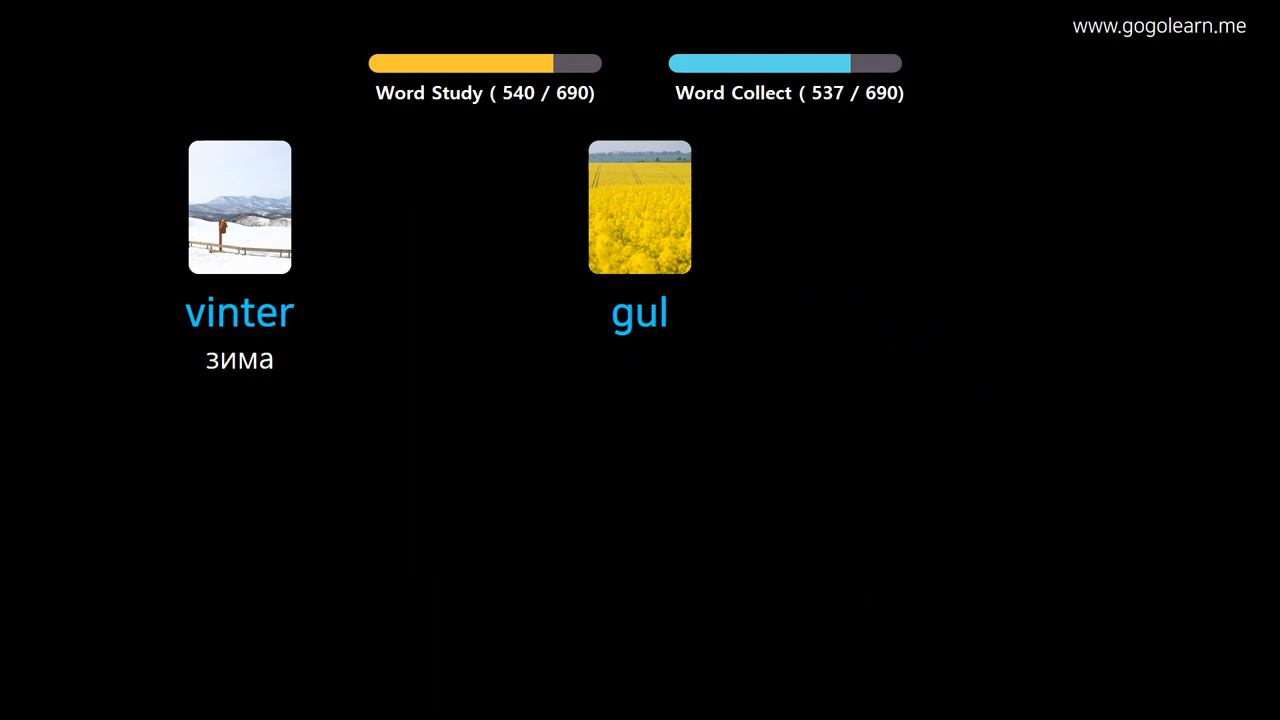 www.gogolearn.me
Word Study ( 540 / 690)
Word Collect ( 537 / 690)
vinter
зима
gul